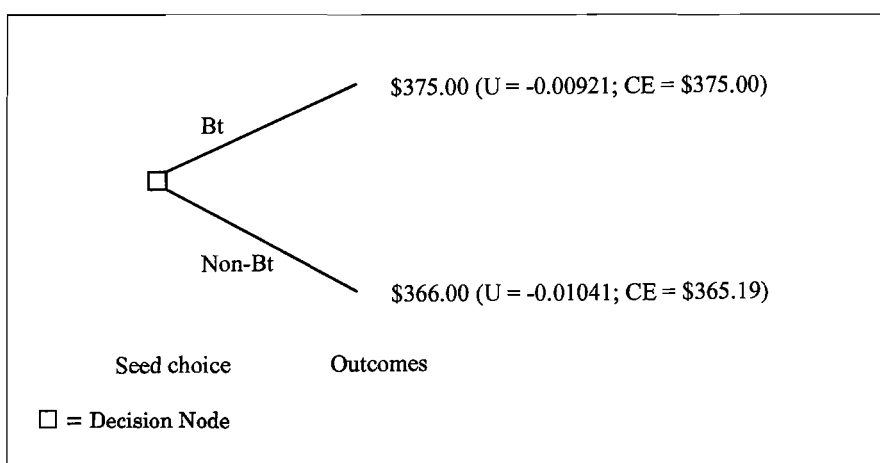 $375.00 (U = -0.00921; CE = $375.00)
Bt
Non-Bt
$366.00 (U = -0.01041; CE = $365.19)
Seed choice Outcomes
= Decision Node